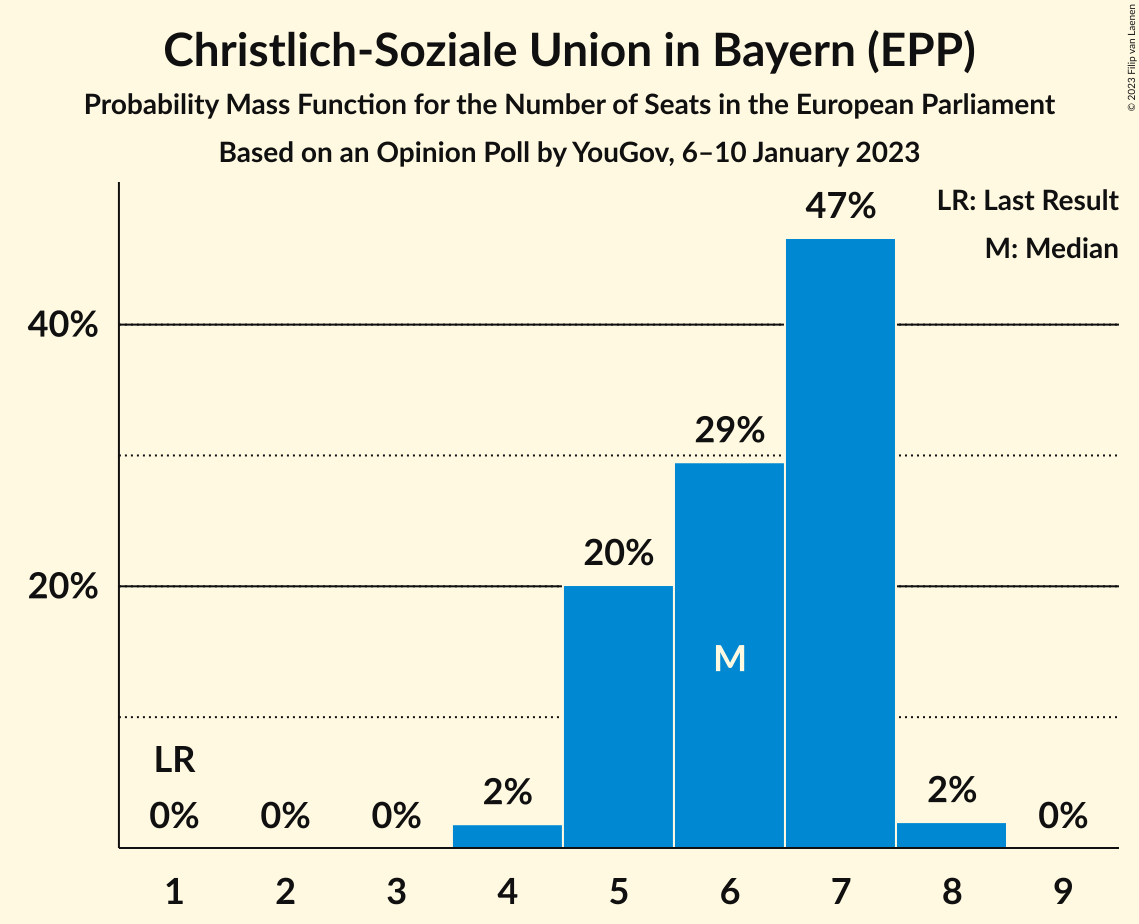 Christlich-Soziale Union in Bayern (EPP)
Probability Mass Function for the Number of Seats in the European Parliament
Based on an Opinion Poll by YouGov, 6–10 January 2023
© 2023 Filip van Laenen
LR: Last Result
M: Median
47%
40%
29%
20%
20%
M
LR
0%
0%
0%
2%
2%
0%
1 2 3 4 5 6 7 8 9